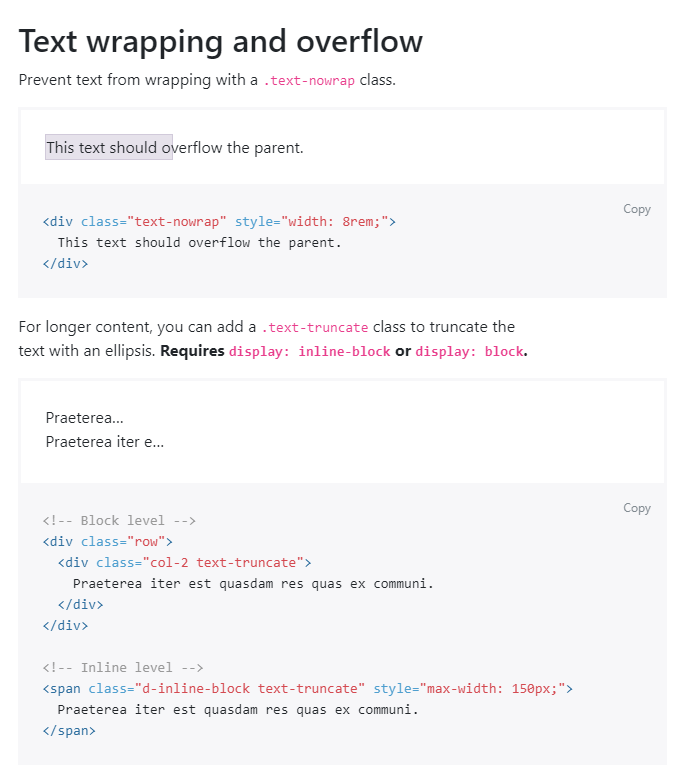 Text wrapping and overflow
Prevent text from wrapping with a .text-nowrap class.
This text should overflow the parent.
Copy
<div class="text-nowrap" style="width: 8rem;">
  This text should overflow the parent.
</div>
For longer content, you can add a .text-truncate class to truncate the
text with an ellipsis. Requires display: inline-block or display: block.
Praeterea...
Praeterea iter e...
Copy
<!-- Block level -->
<div class="row">
  <div class="col-2 text-truncate">
    Praeterea iter est quasdam res quas ex communi.
  </div>
</div>

<!-- Inline level -->
<span class="d-inline-block text-truncate" style="max-width: 150px;">
  Praeterea iter est quasdam res quas ex communi.
</span>